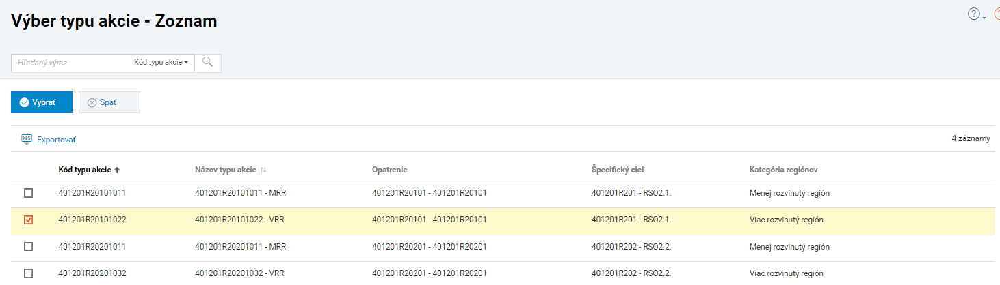 Výber typu akcie - Zoznam
Hľadaný výraz Kód typu akcie
Vybrať Späť
XLS Exportovať 4 záznamy
Kód typu akcie Názov typu akcie Opatrenie Špecifický cieľ Kategória regiónov
401201R20101011 401201R20101011 - MRR 401201R20101 - 401201R20101 401201R201 - RSO2.1. Menej rozvinutý región
401201R20101022 401201R20101022 - VRR 401201R20101 - 401201R20101 401201R201 - RSO2.1. Viac rozvinutý región
401201R20201011 401201R20201011 - MRR 401201R20201 - 401201R20201 401201R202 - RSO2.2. Menej rozvinutý región
401201R20201032 401201R20201032 - VRR 401201R20201 - 401201R20201 401201R202 - RSO2.2. Viac rozvinutý región